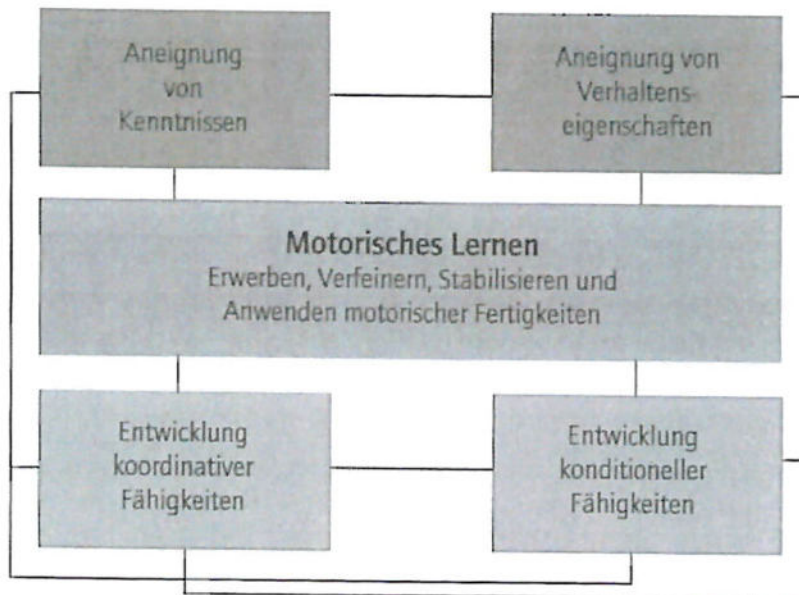 Aneignung
von
Kenntnissen
Aneignung von
Verhaltens-
eigenschaften
Motorisches Lernen
Erwerben, Verfeinern, Stabilisieren und
Anwenden motorischer Fertigkeiten
Entwicklung
koordinativer
Fähigkeiten
Entwicklung
konditioneller
Fähigkeiten